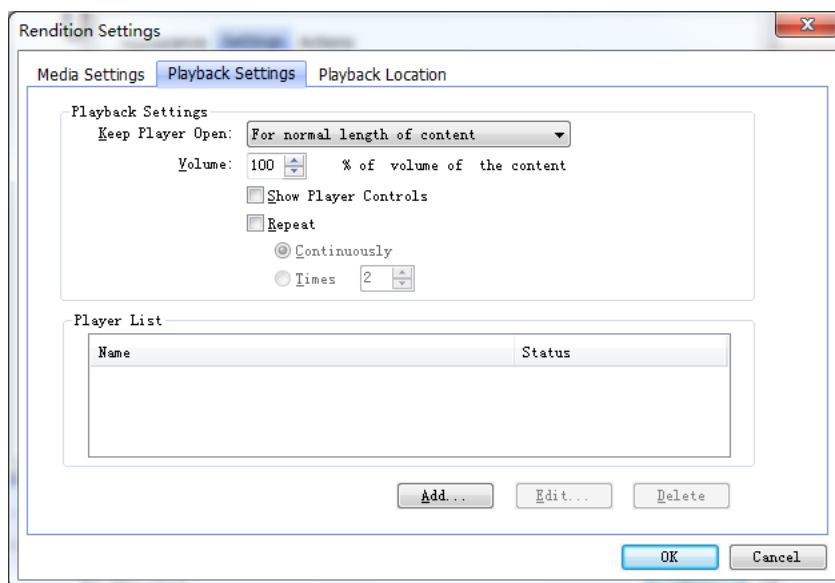 Rendition Settings
Settings
Media Settings Playback Settings Playback Location
Playback Settings
Keep Player Open: For normal length of content
Volume: 100 % of volume of the content
Show Player Controls
Repeat
Continuously
Times 2
Player List
Name Status
Add... Edit... Delete
OK Cancel